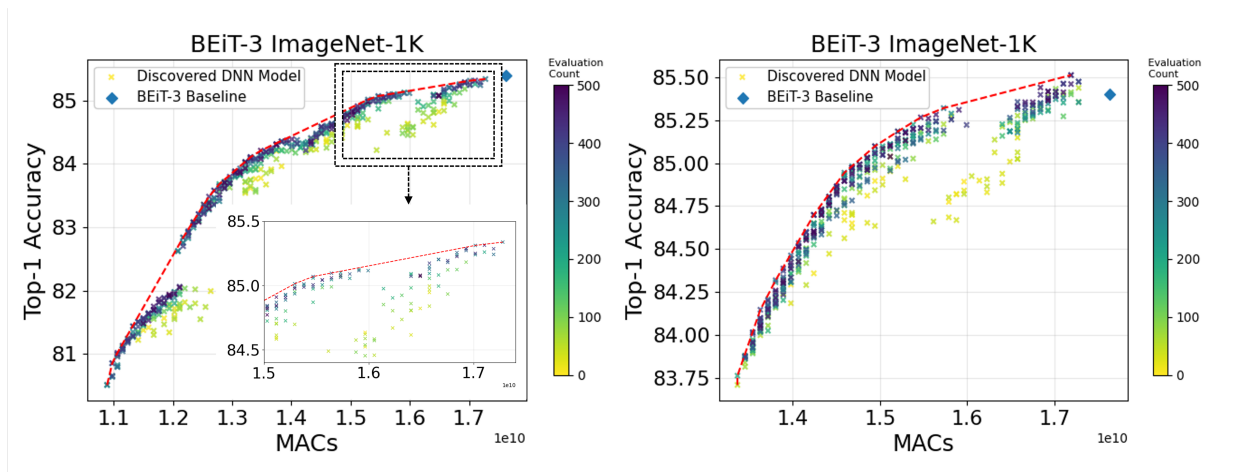 BEiT-3 ImageNet-1K
Discovered DNN Model
BEiT-3 Baseline
Top-1 Accuracy
85
84
83
82
81
1.1 1.2 1.3 1.4 1.5 1.6 1.7
1e10
MACs
85.5
85.0
84.5
1.5 1.6 1.7
1e10
Evaluation
Count
500
400
300
200
100
0
BEiT-3 ImageNet-1K
Discovered DNN Model
BEiT-3 Baseline
Top-1 Accuracy
85.50
85.25
85.00
84.75
84.50
84.25
84.00
83.75
1.4 1.5 1.6 1.7
1e10
MACs
Evaluation
Count
500
400
300
200
100
0